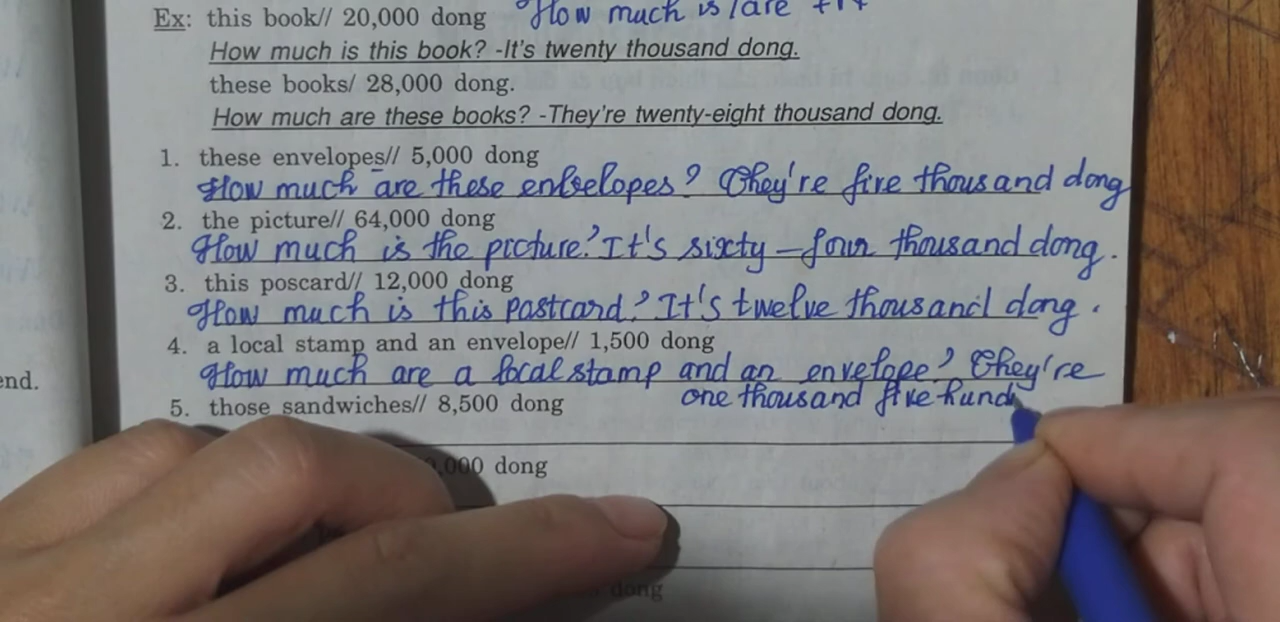 Ex: this book// 20,000 dong How much is/are
How much is this book? -It's twenty thousand dong.
these books/ 28,000 dong.
How much are these books? -They're twenty-eight thousand dong.
1. these envelopes// 5,000 dong
How much are these envelopes? They're five thousand dong
2. the picture// 64,000 dong
How much is the picture? It's sixty-four thousand dong.
3. this poscard// 12,000 dong
How much is this postcard? It's twelve thousand dong.
4. a local stamp and an envelope// 1,500 dong
How much are a local stamp and an envelope? They're
end.
one thousand five hund
5. those sandwiches// 8,500 dong
,000 dong
dong